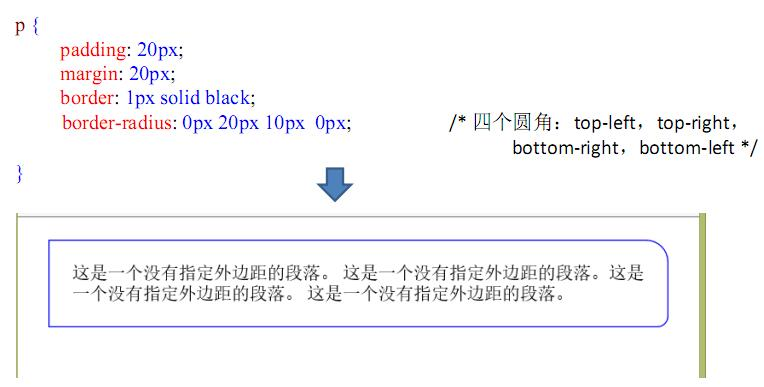 p {
padding: 20px;
margin: 20px;
border: 1px solid black;
border-radius: 0px 20px 10px 0px; /* 四个圆角：top-left，top-right，
bottom-right，bottom-left */
}
这是一个没有指定外边距的段落。 这是一个没有指定外边距的段落。这是
一个没有指定外边距的段落。 这是一个没有指定外边距的段落。